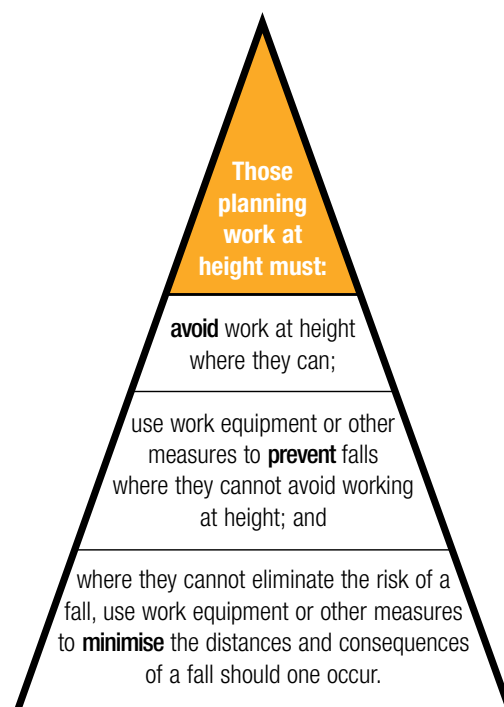 Those
planning
work at
height must:
avoid work at height
where they can;
use work equipment or other
measures to prevent falls
where they cannot avoid working
at height; and
where they cannot eliminate the risk of a
fall, use work equipment or other measures
to minimise the distances and consequences
of a fall should one occur.